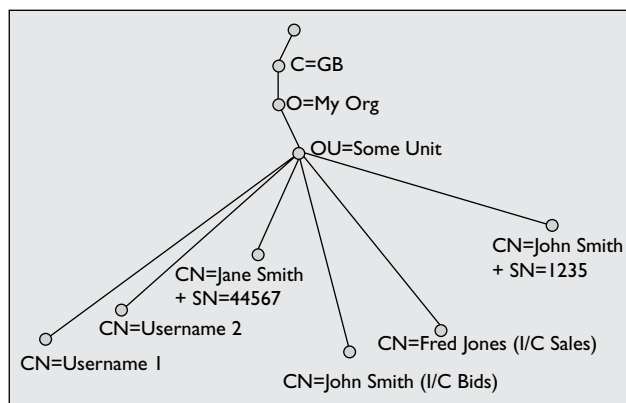 C=GB
O=My Org
OU=Some Unit
CN=John Smith
+ SN=1235
CN=Jane Smith
+ SN=44567
CN=Username 2
CN=Fred Jones (I/C Sales)
CN=Username 1
CN=John Smith (I/C Bids)